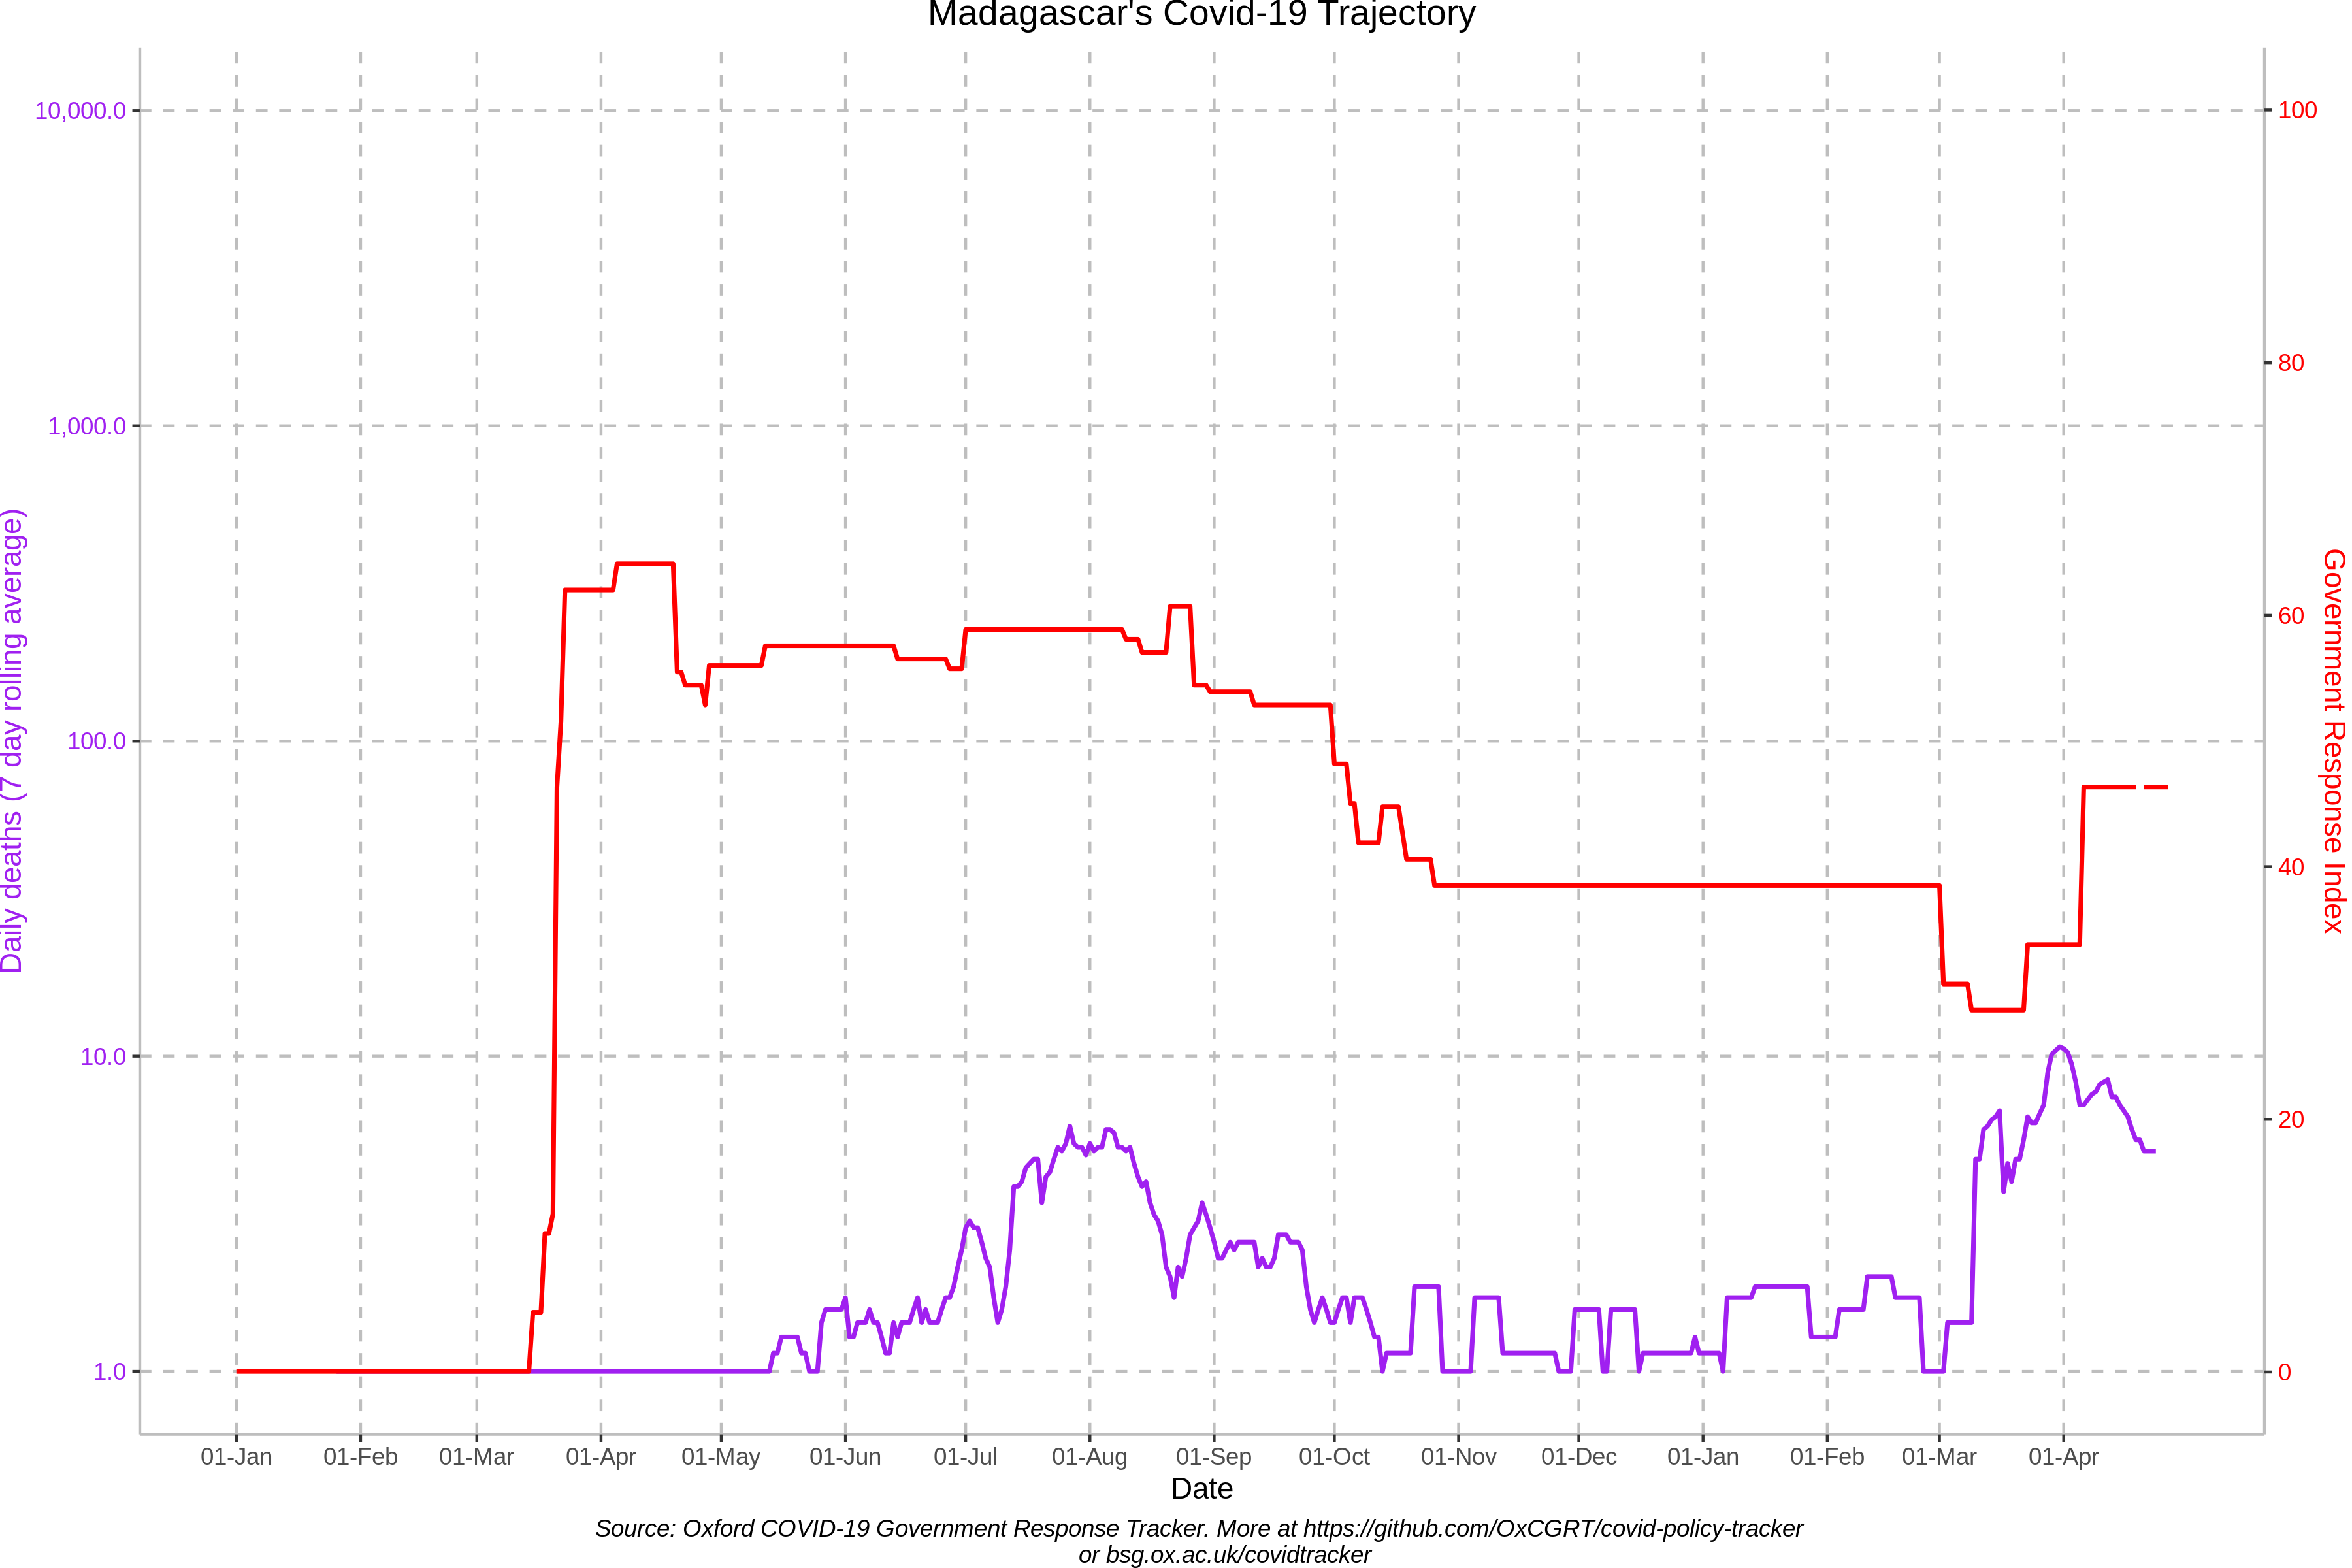 Madagascar's Covid-19 Trajectory
10,000.0
1,000.0
100.0
10.0
1.0
Daily deaths (7 day rolling average)
100
80
60
40
20
0
Government Response Index
01-Jan 01-Feb 01-Mar 01-Apr 01-May 01-Jun 01-Jul 01-Aug 01-Sep 01-Oct 01-Nov 01-Dec 01-Jan 01-Feb 01-Mar 01-Apr
Date
Source: Oxford COVID-19 Government Response Tracker. More at https://github.com/OxCGRT/covid-policy-tracker
or bsg.ox.ac.uk/covidtracker